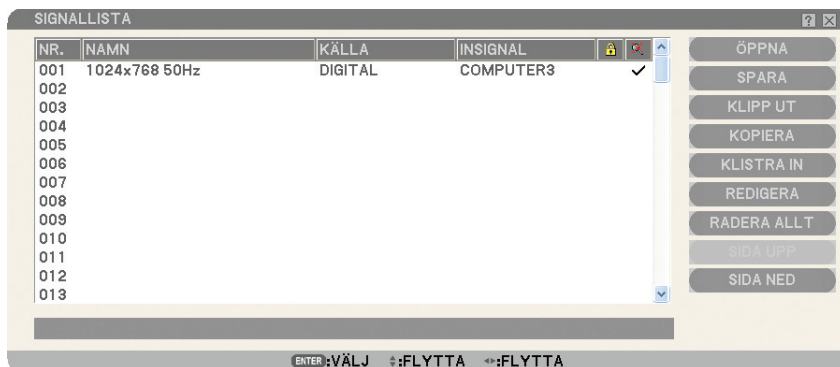 SIGNALLISTA
NR. NAMN KÄLLA INSIGNAL
001 1024x768 50Hz DIGITAL COMPUTER3
002
003
004
005
006
007
008
009
010
011
012
013
ÖPPNA
SPARA
KLIPP UT
KOPIERA
KLISTRA IN
REDIGERA
RADERA ALLT
SIDA UPP
SIDA NED
ENTER:VÄLJ :FLYTTA :FLYTTA